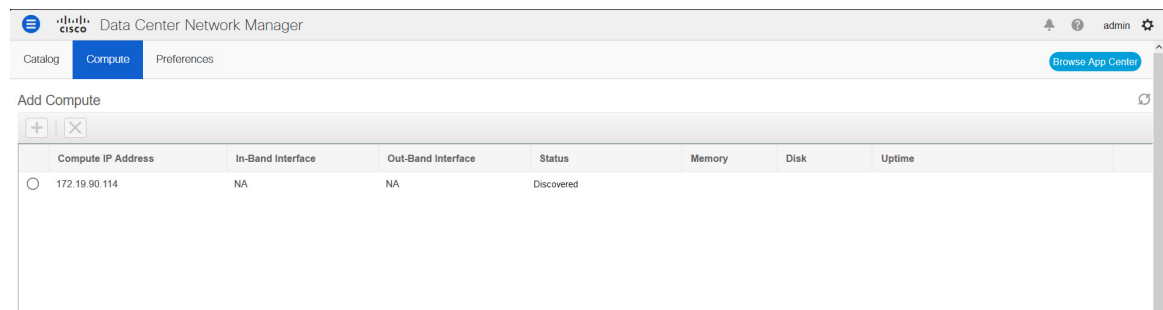 cisco Data Center Network Manager
admin
Catalog Compute Preferences Browse App Center
Add Compute
Compute IP Address In-Band Interface Out-Band Interface Status Memory Disk Uptime
172.19.90.114 NA NA Discovered